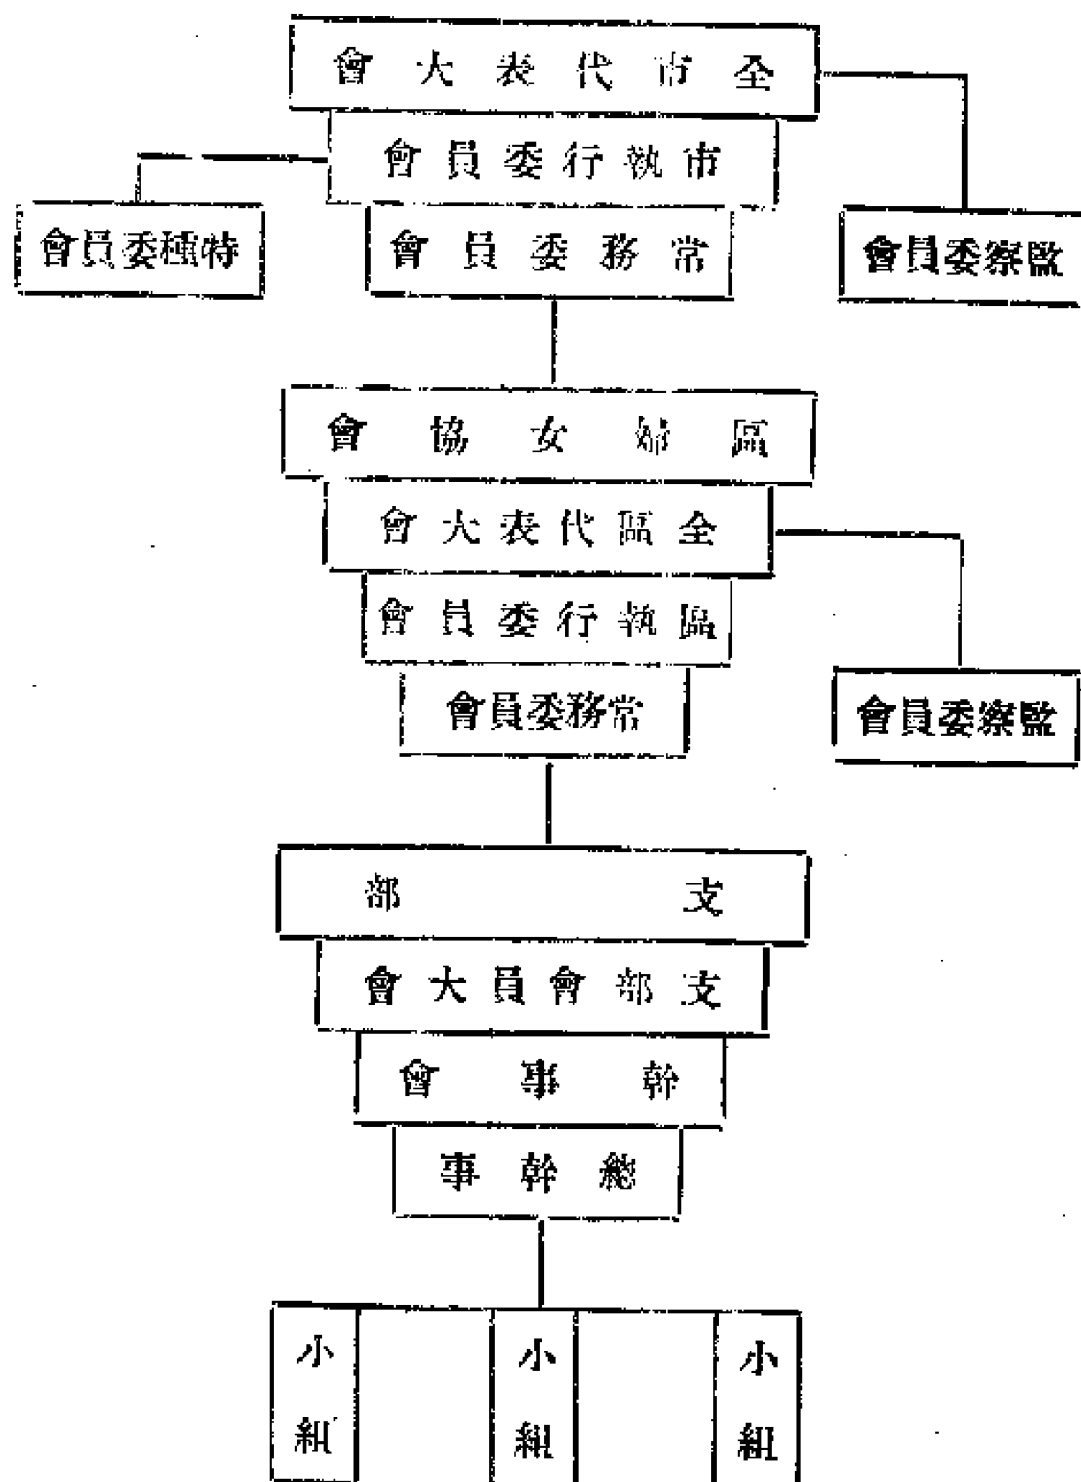 全市代表大會
市執行委員會
特種委員會
常務委員會
監察委員會
區婦女協會
全區代表大會
區執行委員會
常務委員會
監察委員會
支部
支部會員大會
幹事會
總幹事
小組
小組
小組